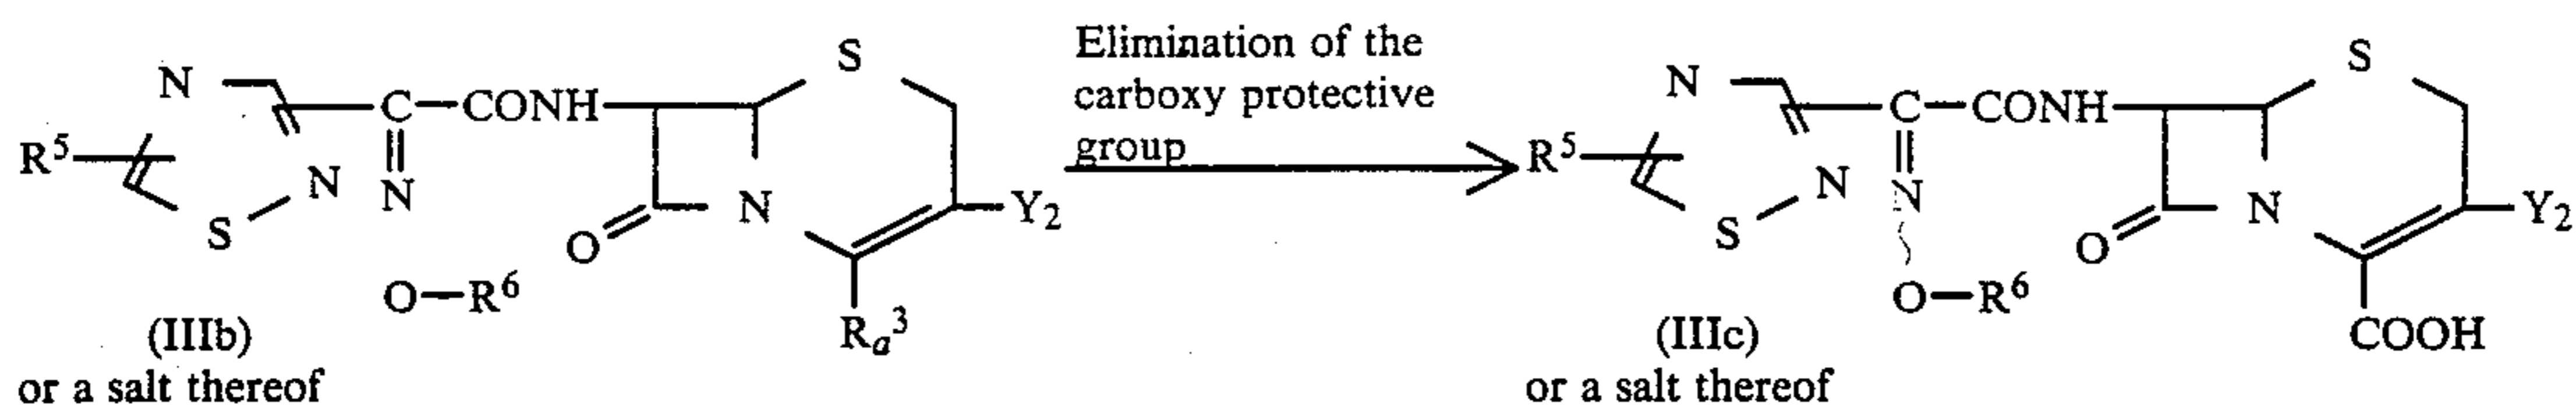 S Elimination of the S
N carboxy protective N
C—CONH group C—CONH
R⁵ N N R⁵ N N
S N Y₂ S N Y₂
O O
O—R⁶ O—R⁶
(IIIb) Rₐ³ (IIIc) COOH
or a salt thereof or a salt thereof